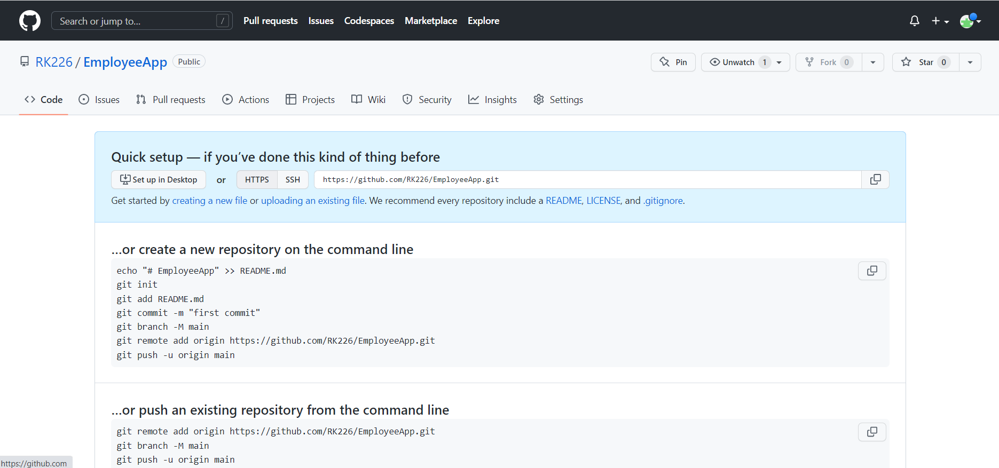 Search or jump to... /
Pull requests Issues Codespaces Marketplace Explore
RK226 / EmployeeApp Public
Pin Unwatch 1 Fork 0 Star 0
Code Issues Pull requests Actions Projects Wiki Security Insights Settings
Quick setup — if you’ve done this kind of thing before
Set up in Desktop or HTTPS SSH https://github.com/RK226/EmployeeApp.git
Get started by creating a new file or uploading an existing file. We recommend every repository include a README, LICENSE, and .gitignore.
…or create a new repository on the command line
echo "# EmployeeApp" >> README.md
git init
git add README.md
git commit -m "first commit"
git branch -M main
git remote add origin https://github.com/RK226/EmployeeApp.git
git push -u origin main
…or push an existing repository from the command line
git remote add origin https://github.com/RK226/EmployeeApp.git
git branch -M main
git push -u origin main
https://github.com